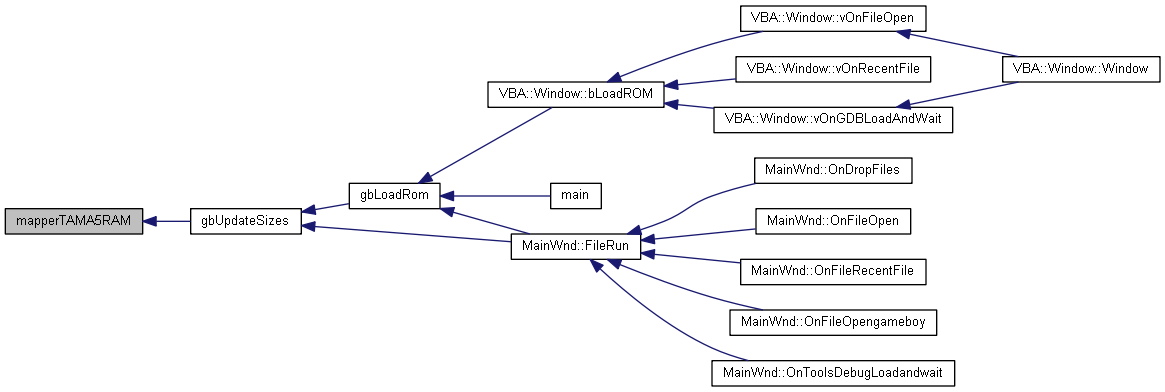 VBA::Window::vOnFileOpen
VBA::Window::vOnRecentFile
VBA::Window::Window
VBA::Window::bLoadROM
VBA::Window::vOnGDBLoadAndWait
MainWnd::OnDropFiles
gbLoadRom
main
mapperTAMA5RAM
gbUpdateSizes
MainWnd::OnFileOpen
MainWnd::FileRun
MainWnd::OnFileRecentFile
MainWnd::OnFileOpengameboy
MainWnd::OnToolsDebugLoadandwait